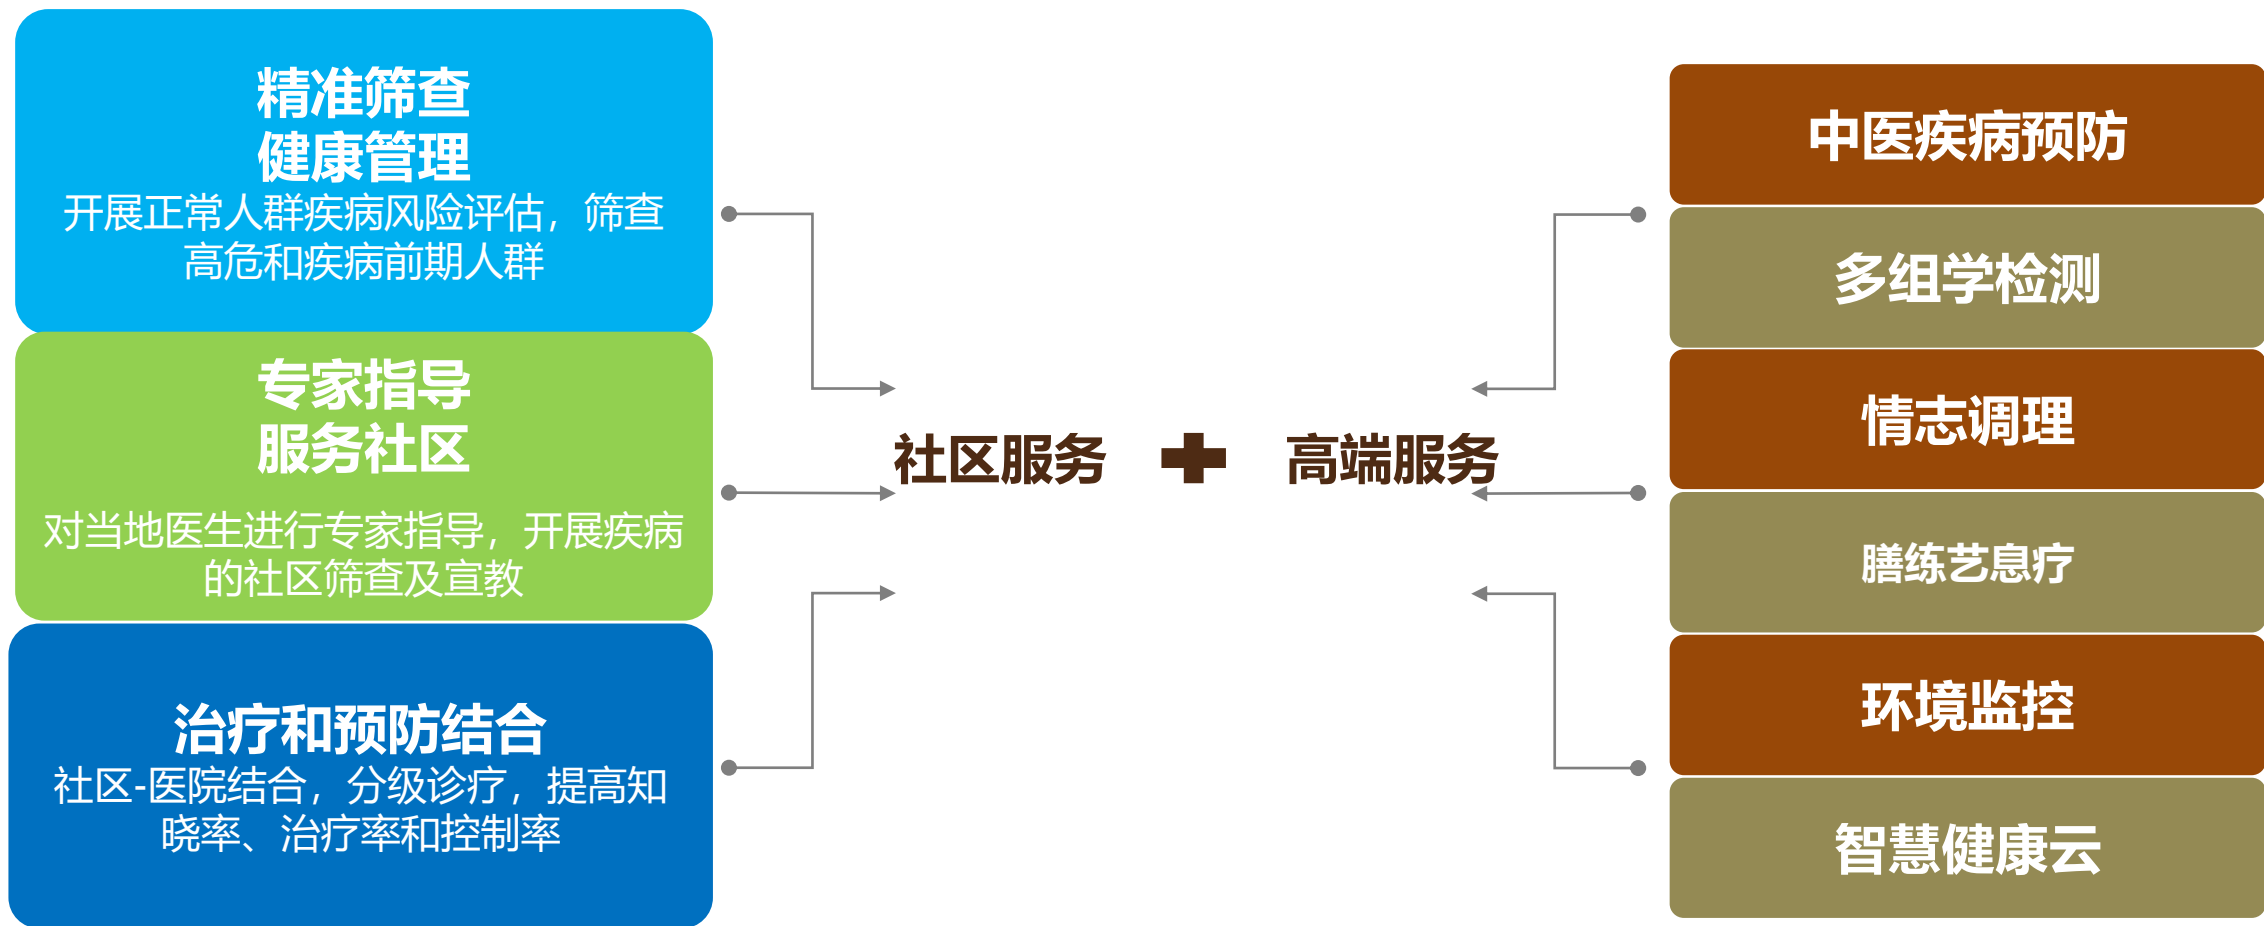 精准筛查
健康管理
开展正常人群疾病风险评估，筛查
高危和疾病前期人群
专家指导
服务社区
对当地医生进行专家指导，开展疾病
的社区筛查及宣教
治疗和预防结合
社区-医院结合，分级诊疗，提高知
晓率、治疗率和控制率
社区服务
高端服务
中医疾病预防
多组学检测
情志调理
膳练艺息疗
环境监控
智慧健康云